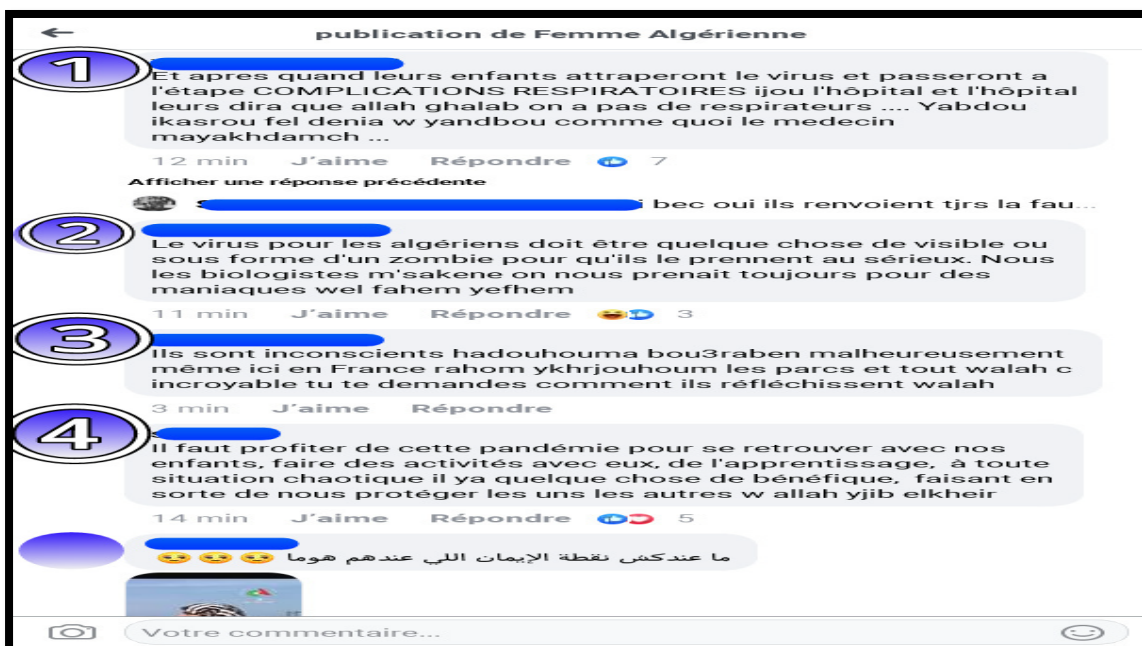 publication de Femme Algérienne
1
Et apres quand leurs enfants attraperont le virus et passeront a
l'étape COMPLICATIONS RESPIRATOIRES ijou l'hôpital et l'hôpital
leurs dira que allah ghalab on a pas de respirateurs .... Yabdou
ikasrou fel denia w yandbou comme quoi le medecin
mayakhdamch ...
12 min J'aime Répondre 7
Afficher une réponse précédente
i bec oui ils renvoient tjrs la fau...
2
Le virus pour les algériens doit être quelque chose de visible ou
sous forme d'un zombie pour qu'ils le prennent au sérieux. Nous
les biologistes m'sakene on nous prenait toujours pour des
maniaques wel fahem yefhem
11 min J'aime Répondre 3
3
Ils sont inconscients hadouhouma bou3raben malheureusement
même ici en France rahom ykhrjouhoum les parcs et tout walah c
incroyable tu te demandes comment ils réfléchissent walah
3 min J'aime Répondre
4
Il faut profiter de cette pandémie pour se retrouver avec nos
enfants, faire des activités avec eux, de l'apprentissage, à toute
situation chaotique il ya quelque chose de bénéfique, faisant en
sorte de nous protéger les uns les autres w allah yjib elkheir
14 min J'aime Répondre 5
ما عندكش نقطة الإيمان اللي عندهم هوما 🥺 🥺 🥺
Votre commentaire...